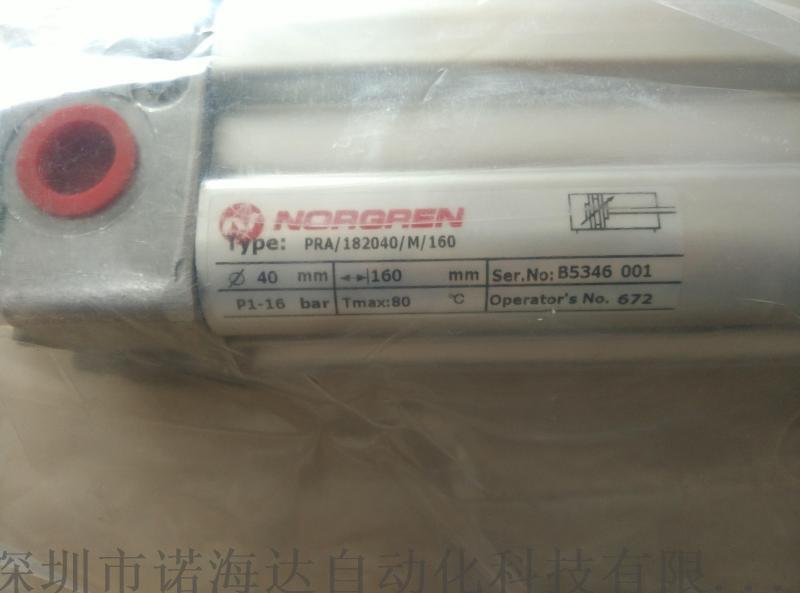 NORGREN
Type: PRA/182040/M/160
Ø 40 mm 160 mm Ser.No: B5346 001
P1-16 bar Tmax:80 °C Operator's No. 672
深圳市诺海达自动化科技有限...